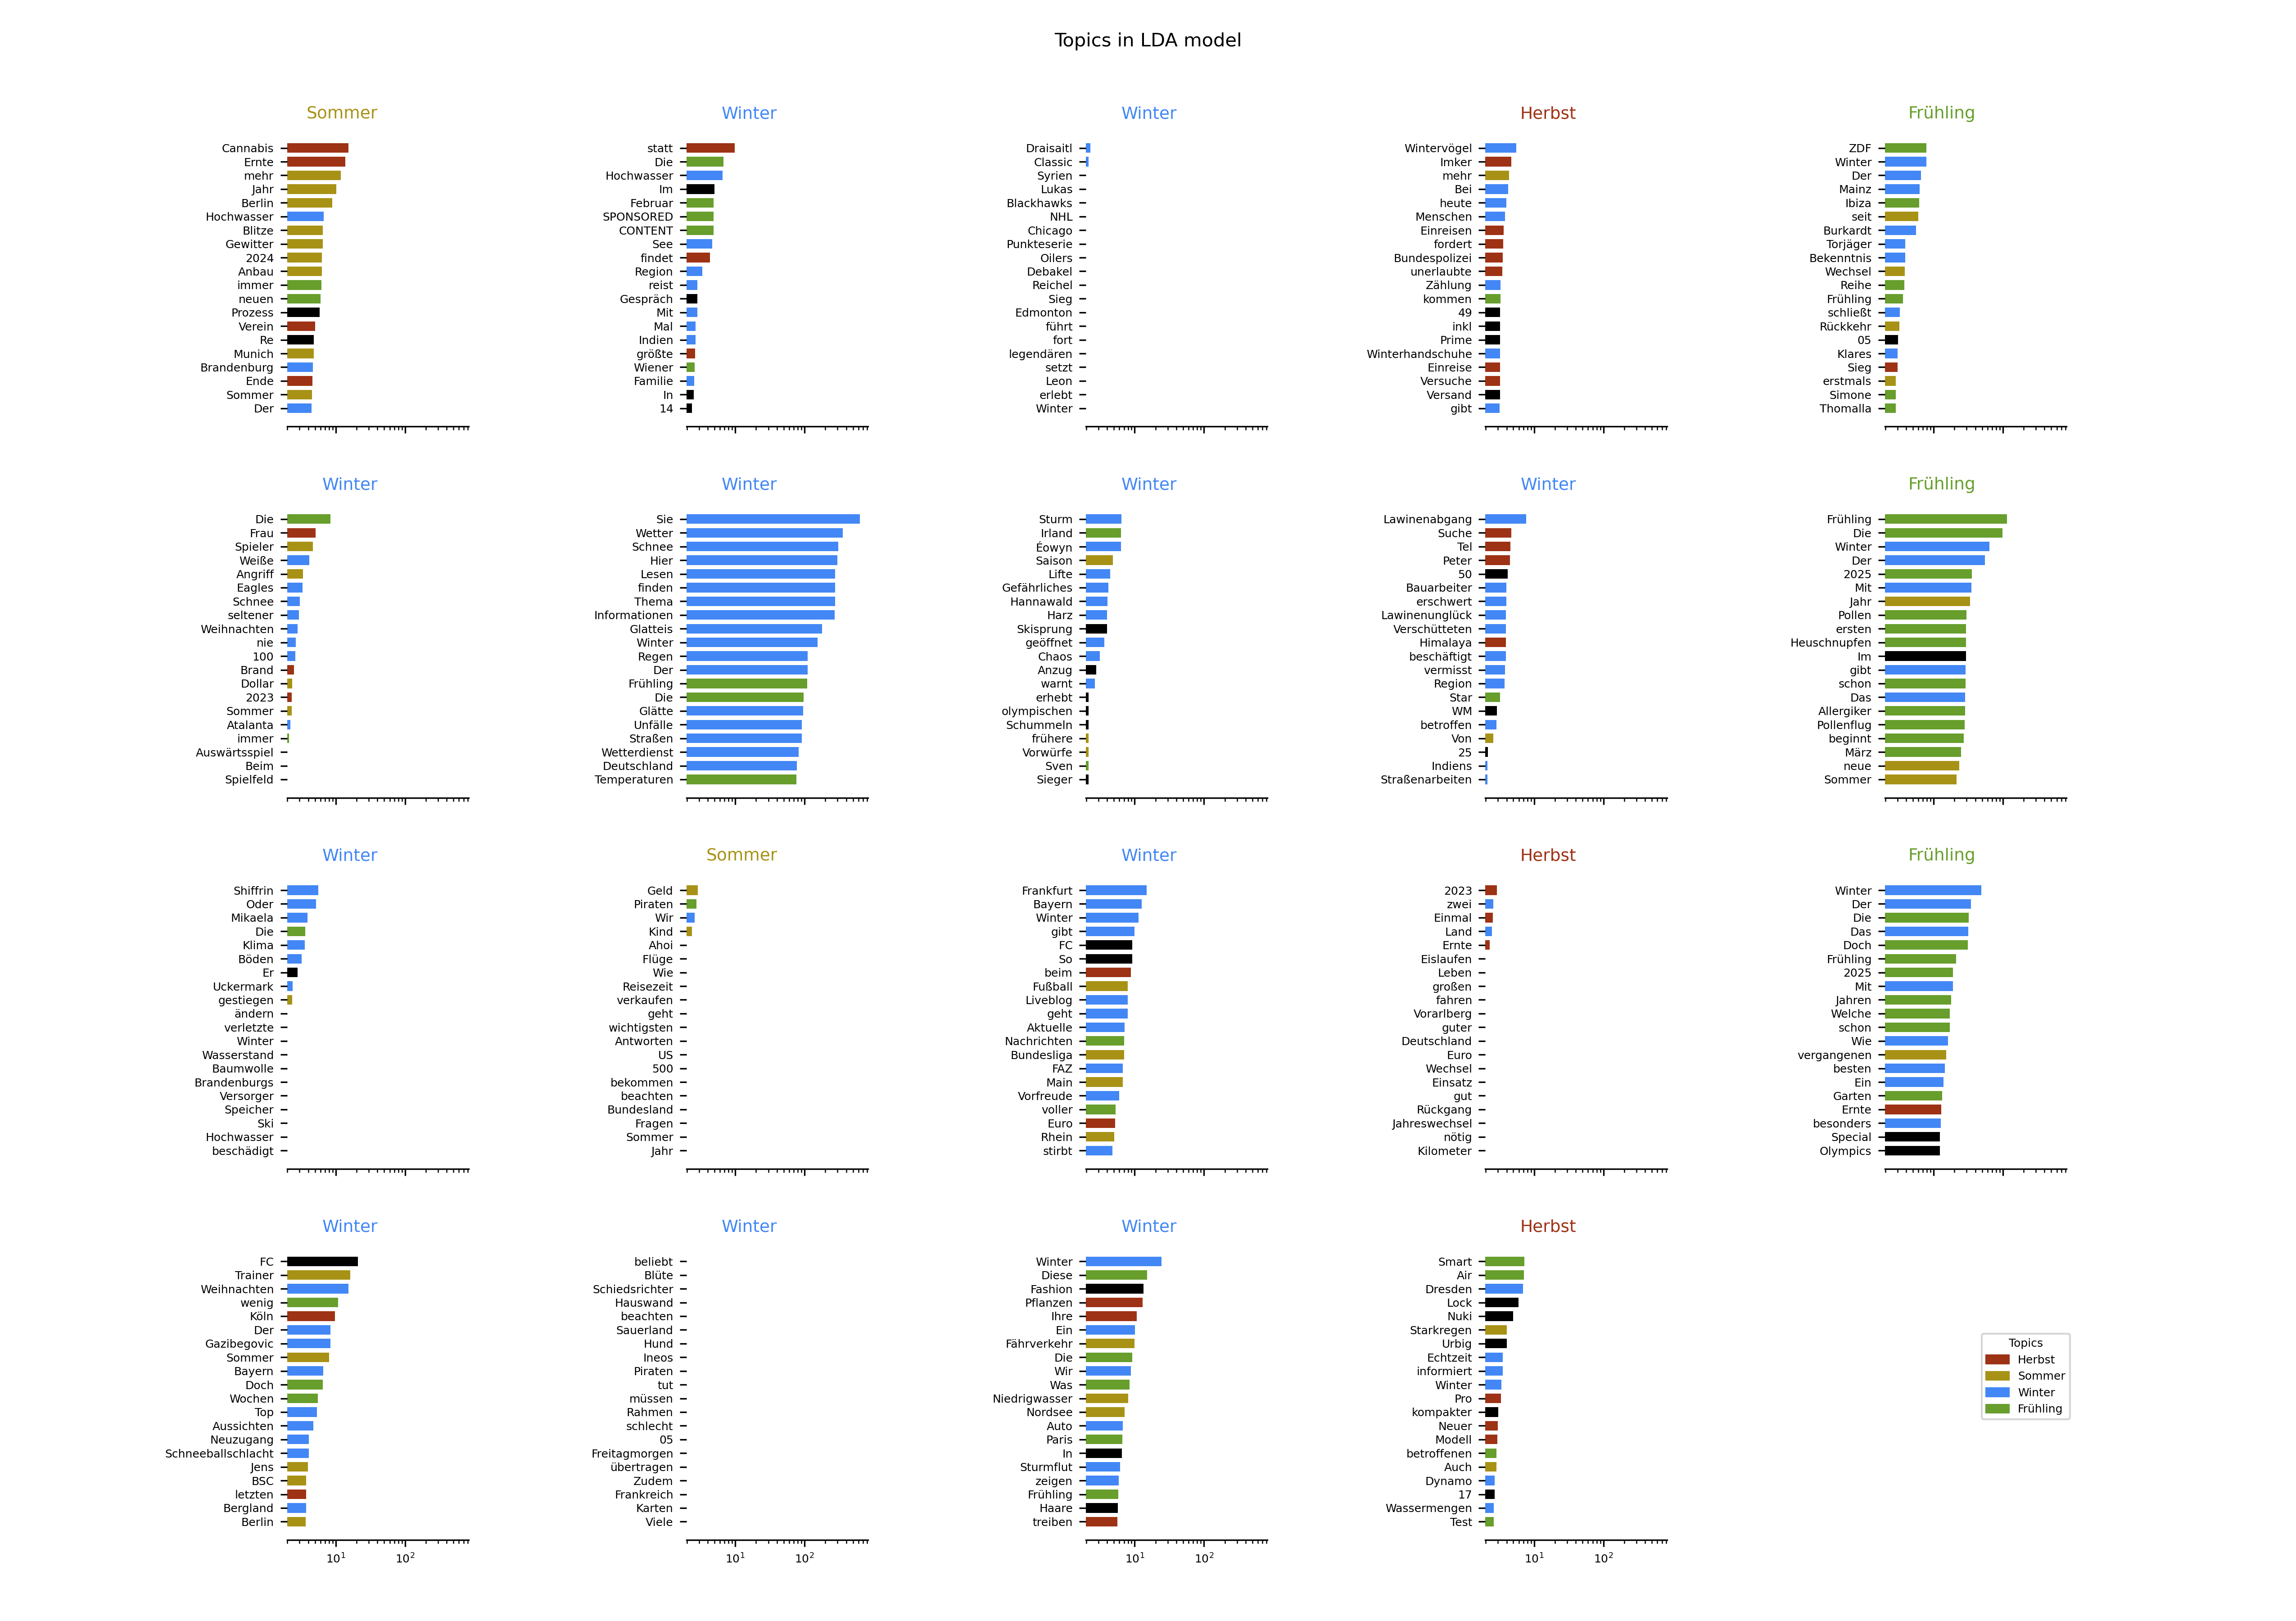 Topics in LDA model
Sommer
Cannabis
Ernte
mehr
Jahr
Berlin
Hochwasser
Blitze
Gewitter
2024
Anbau
immer
neuen
Prozess
Verein
Re
Munich
Brandenburg
Ende
Sommer
Der
Winter
statt
Die
Hochwasser
Im
Februar
SPONSORED
CONTENT
See
findet
Region
reist
Gespräch
Mit
Mal
Indien
größte
Wiener
Familie
In
14
Winter
Draisaitl
Classic
Syrien
Lukas
Blackhawks
NHL
Chicago
Punkteserie
Oilers
Debakel
Reichel
Sieg
Edmonton
führt
fort
legendären
setzt
Leon
erlebt
Winter
Herbst
Wintervögel
Imker
mehr
Bei
heute
Menschen
Einreisen
fordert
Bundespolizei
unerlaubte
Zählung
kommen
49
inkl
Prime
Winterhandschuhe
Einreise
Versuche
Versand
gibt
Frühling
ZDF
Winter
Der
Mainz
Ibiza
seit
Burkardt
Torjäger
Bekenntnis
Wechsel
Reihe
Frühling
schließt
Rückkehr
05
Klares
Sieg
erstmals
Simone
Thomalla
Winter
Die
Frau
Spieler
Weiße
Angriff
Eagles
Schnee
seltener
Weihnachten
nie
100
Brand
Dollar
2023
Sommer
Atalanta
immer
Auswärtsspiel
Beim
Spielfeld
Winter
Sie
Wetter
Schnee
Hier
Lesen
finden
Thema
Informationen
Glatteis
Winter
Regen
Der
Frühling
Die
Glätte
Unfälle
Straßen
Wetterdienst
Deutschland
Temperaturen
Winter
Sturm
Irland
Éowyn
Saison
Lifte
Gefährliches
Hannawald
Harz
Skisprung
geöffnet
Chaos
Anzug
warnt
erhebt
olympischen
Schummeln
frühere
Vorwürfe
Sven
Sieger
Winter
Lawinenabgang
Suche
Tel
Peter
50
Bauarbeiter
erschwert
Lawinenunglück
Verschütteten
Himalaya
beschäftigt
vermisst
Region
Star
WM
betroffen
Von
25
Indiens
Straßenarbeiten
Frühling
Frühling
Die
Winter
Der
2025
Mit
Jahr
Pollen
ersten
Heuschnupfen
Im
gibt
schon
Das
Allergiker
Pollenflug
beginnt
März
neue
Sommer
Winter
Shiffrin
Oder
Mikaela
Die
Klima
Böden
Er
Uckermark
gestiegen
ändern
verletzte
Winter
Wasserstand
Baumwolle
Brandenburgs
Versorger
Speicher
Ski
Hochwasser
beschädigt
Sommer
Geld
Piraten
Wir
Kind
Ahoi
Flüge
Wie
Reisezeit
verkaufen
geht
wichtigsten
Antworten
US
500
bekommen
beachten
Bundesland
Fragen
Sommer
Jahr
Winter
Frankfurt
Bayern
Winter
gibt
FC
So
beim
Fußball
Liveblog
geht
Aktuelle
Nachrichten
Bundesliga
FAZ
Main
Vorfreude
voller
Euro
Rhein
stirbt
Herbst
2023
zwei
Einmal
Land
Ernte
Eislaufen
Leben
großen
fahren
Vorarlberg
guter
Deutschland
Euro
Wechsel
Einsatz
gut
Rückgang
Jahreswechsel
nötig
Kilometer
Frühling
Winter
Der
Die
Das
Doch
Frühling
2025
Mit
Jahren
Welche
schon
Wie
vergangenen
besten
Ein
Garten
Ernte
besonders
Special
Olympics
Winter
FC
Trainer
Weihnachten
wenig
Köln
Der
Gazibegovic
Sommer
Bayern
Doch
Wochen
Top
Aussichten
Neuzugang
Schneeballschlacht
Jens
BSC
letzten
Bergland
Berlin
10¹ 10²
Winter
beliebt
Blüte
Schiedsrichter
Hauswand
beachten
Sauerland
Hund
Ineos
Piraten
tut
müssen
Rahmen
schlecht
05
Freitagmorgen
übertragen
Zudem
Frankreich
Karten
Viele
10¹ 10²
Winter
Winter
Diese
Fashion
Pflanzen
Ihre
Ein
Fährverkehr
Die
Wir
Was
Niedrigwasser
Nordsee
Auto
Paris
In
Sturmflut
zeigen
Frühling
Haare
treiben
10¹ 10²
Herbst
Smart
Air
Dresden
Lock
Nuki
Starkregen
Urbig
Echtzeit
informiert
Winter
Pro
kompakter
Neuer
Modell
betroffenen
Auch
Dynamo
17
Wassermengen
Test
10¹ 10²
Topics
Herbst
Sommer
Winter
Frühling